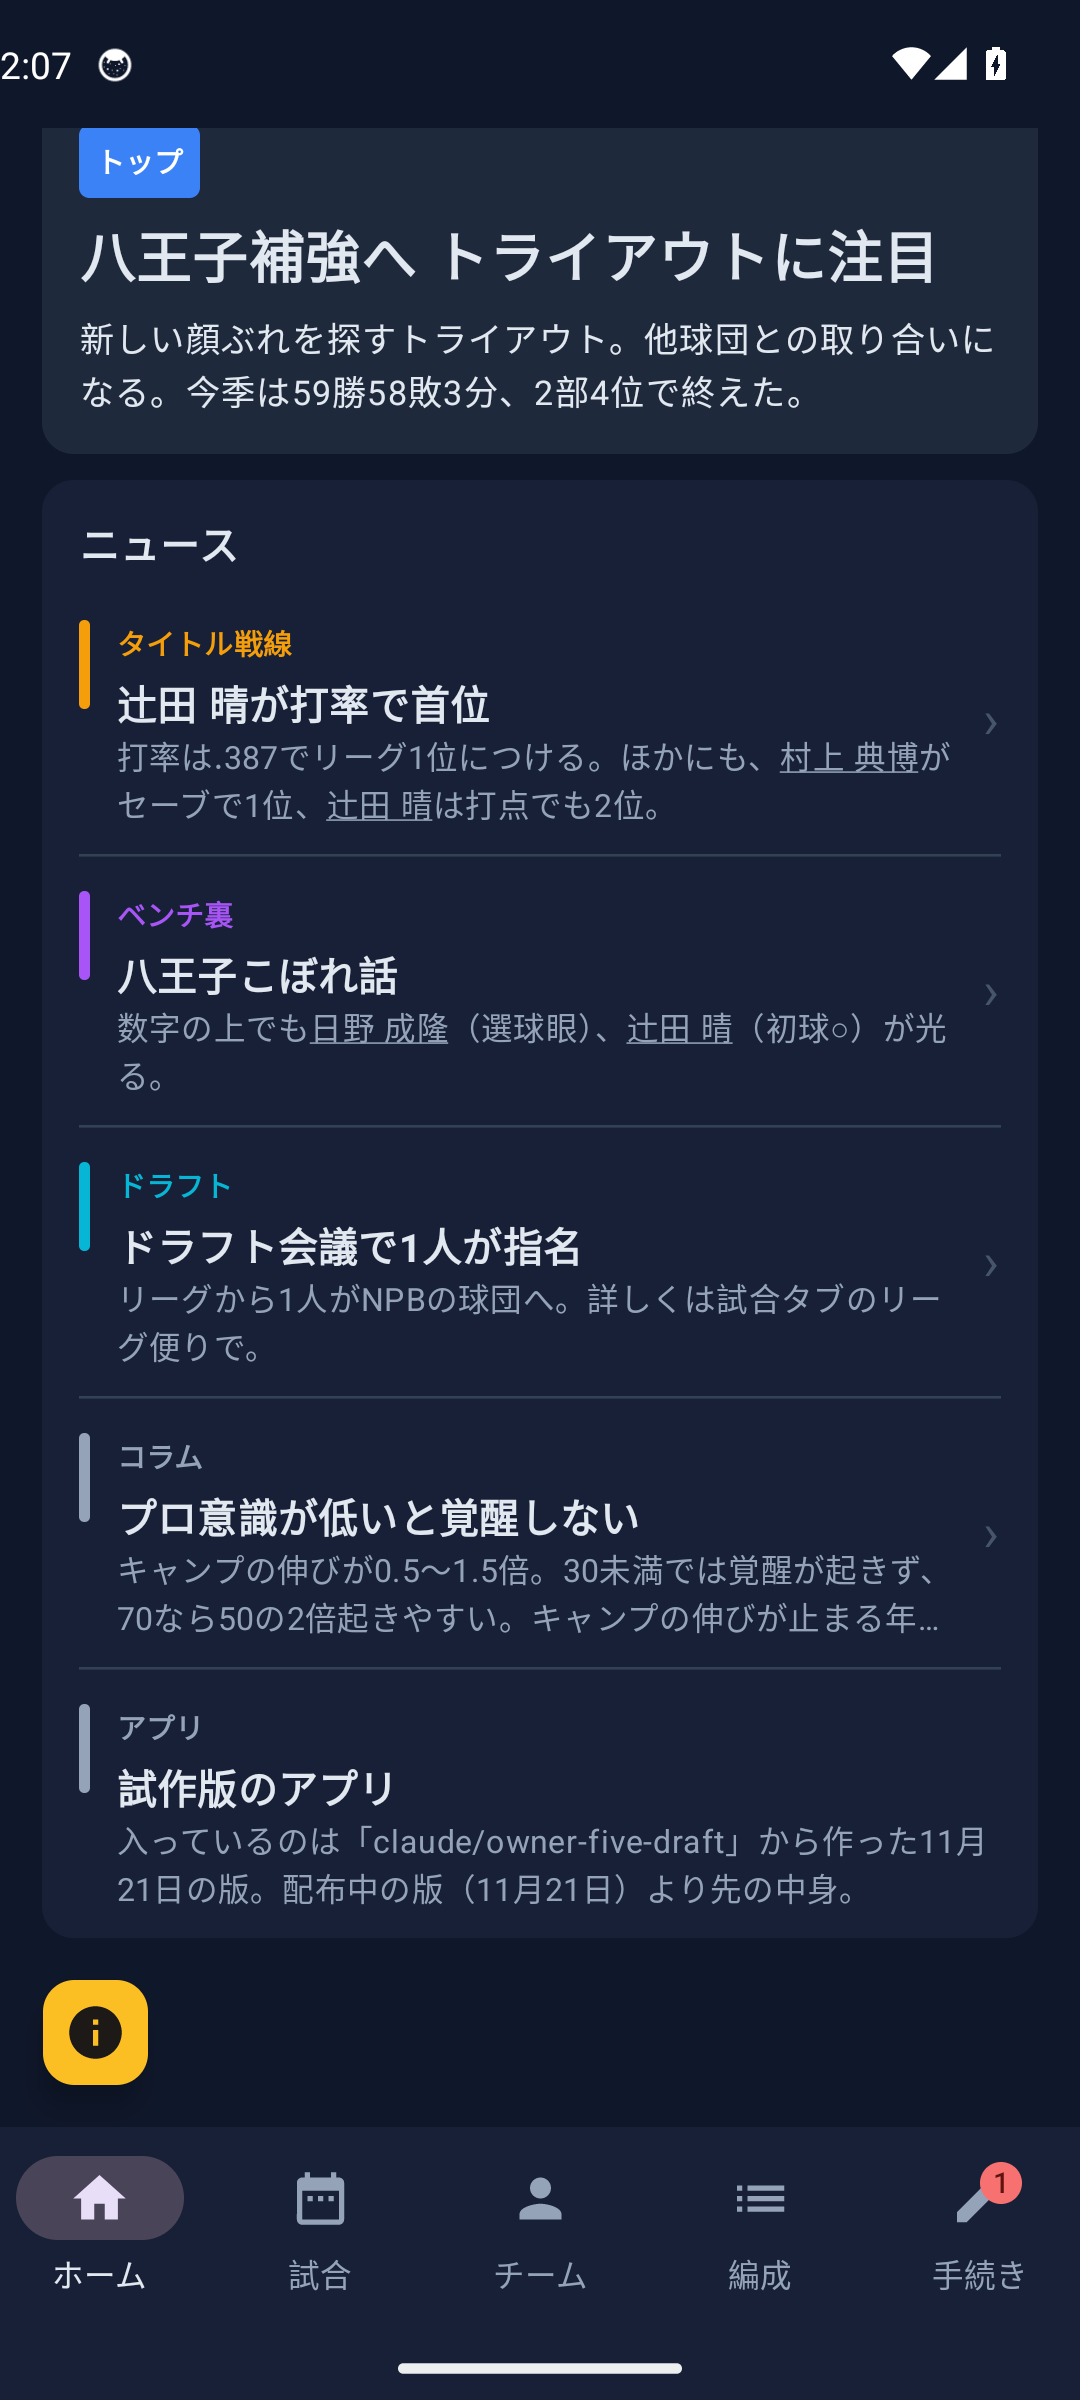 2:07
トップ
八王子補強へ トライアウトに注目
新しい顔ぶれを探すトライアウト。他球団との取り合いに
なる。今季は59勝58敗3分、2部4位で終えた。
ニュース
タイトル戦線
辻田 晴が打率で首位
打率は.387でリーグ1位につける。ほかにも、村上 典博が
セーブで1位、辻田 晴は打点でも2位。
ベンチ裏
八王子こぼれ話
数字の上でも日野 成隆（選球眼）、辻田 晴（初球○）が光
る。
ドラフト
ドラフト会議で1人が指名
リーグから1人がNPBの球団へ。詳しくは試合タブのリー
グ便りで。
コラム
プロ意識が低いと覚醒しない
キャンプの伸びが0.5〜1.5倍。30未満では覚醒が起きず、
70なら50の2倍起きやすい。キャンプの伸びが止まる年…
アプリ
試作版のアプリ
入っているのは「claude/owner-five-draft」から作った11月
21日の版。配布中の版（11月21日）より先の中身。
ホーム
試合
チーム
編成
1
手続き